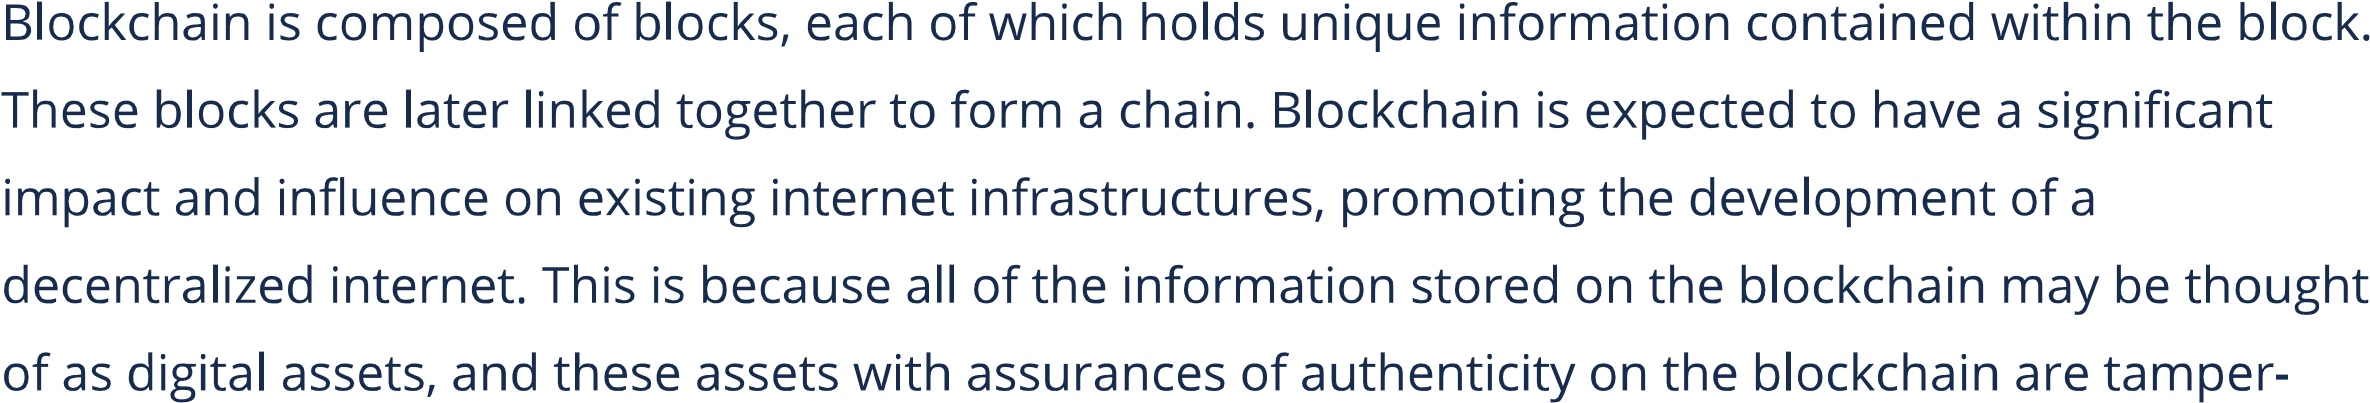 Blockchain is composed of blocks, each of which holds unique information contained within the block.
These blocks are later linked together to form a chain. Blockchain is expected to have a significant
impact and influence on existing internet infrastructures, promoting the development of a
decentralized internet. This is because all of the information stored on the blockchain may be thought
of as digital assets, and these assets with assurances of authenticity on the blockchain are tamper-